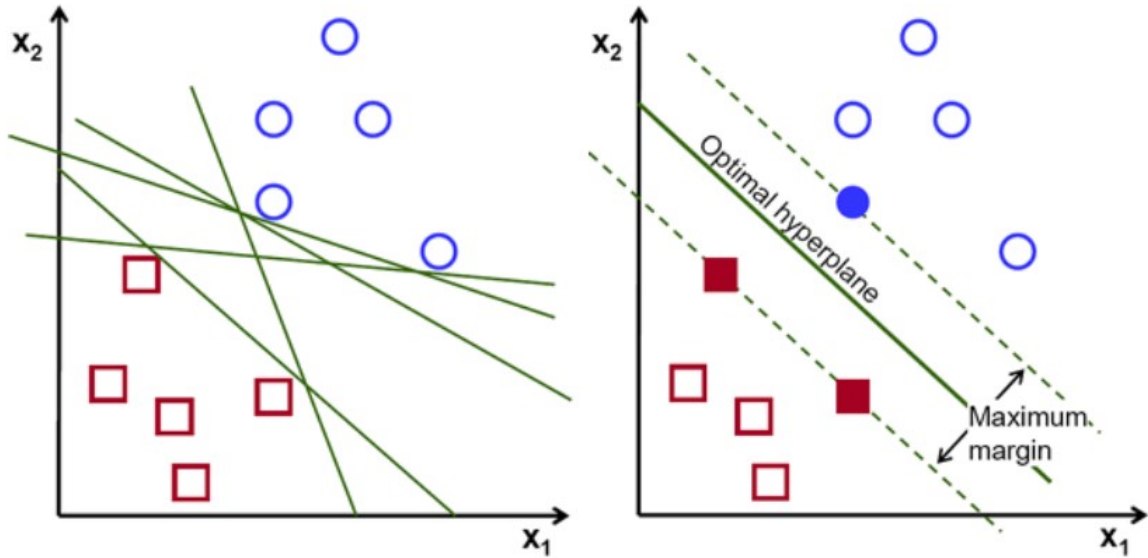 x₂
x₁
x₂
Optimal hyperplane
Maximum
margin
x₁